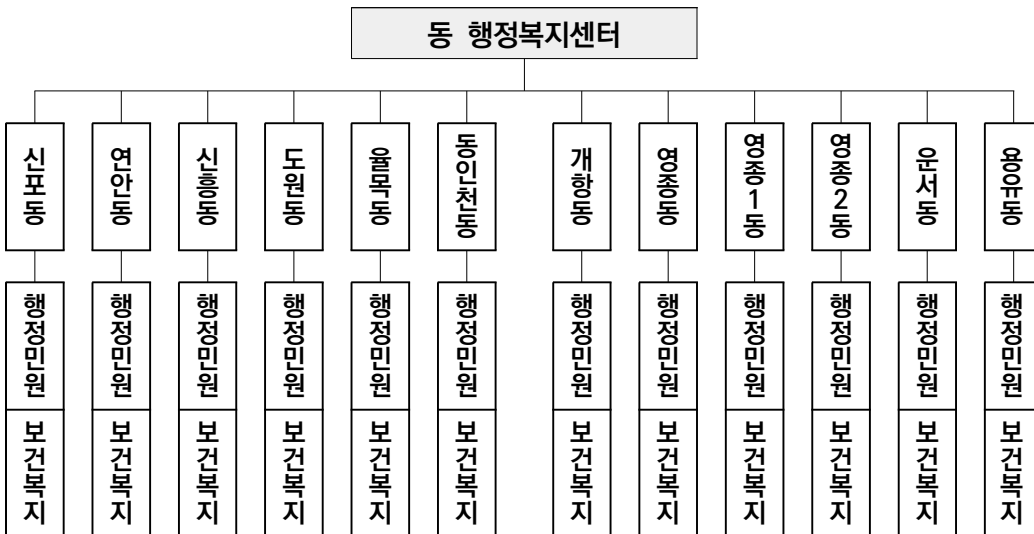 동 행정복지센터
신포동 연안동 신흥동 도원동 율목동 동인천동 개항동 영종동 영종1동 영종2동 운서동 용유동
행정민원 행정민원 행정민원 행정민원 행정민원 행정민원 행정민원 행정민원 행정민원 행정민원 행정민원 행정민원
보건복지 보건복지 보건복지 보건복지 보건복지 보건복지 보건복지 보건복지 보건복지 보건복지 보건복지 보건복지